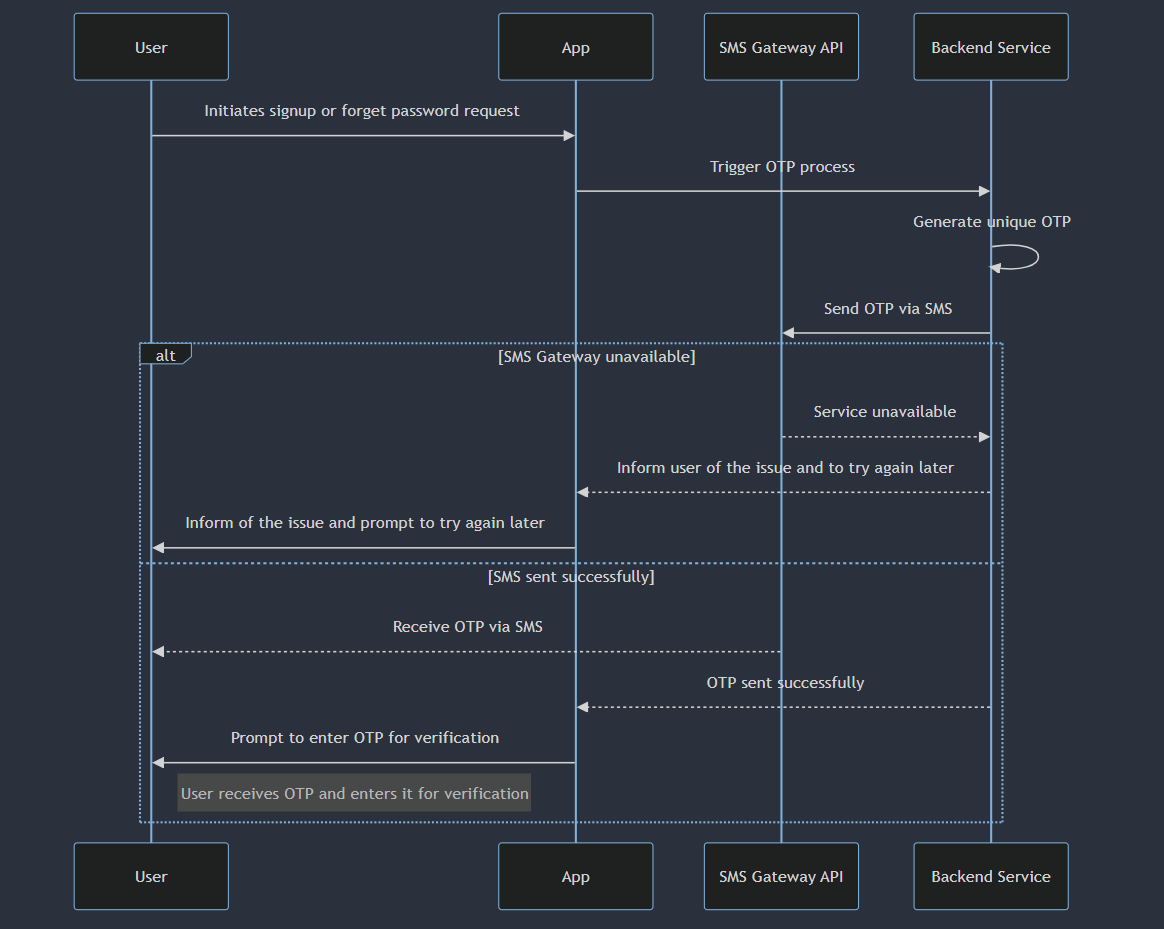 User
App
SMS Gateway API
Backend Service
Initiates signup or forget password request
Trigger OTP process
Generate unique OTP
Send OTP via SMS
alt
[SMS Gateway unavailable]
Service unavailable
Inform user of the issue and to try again later
Inform of the issue and prompt to try again later
[SMS sent successfully]
Receive OTP via SMS
OTP sent successfully
Prompt to enter OTP for verification
User receives OTP and enters it for verification
User
App
SMS Gateway API
Backend Service